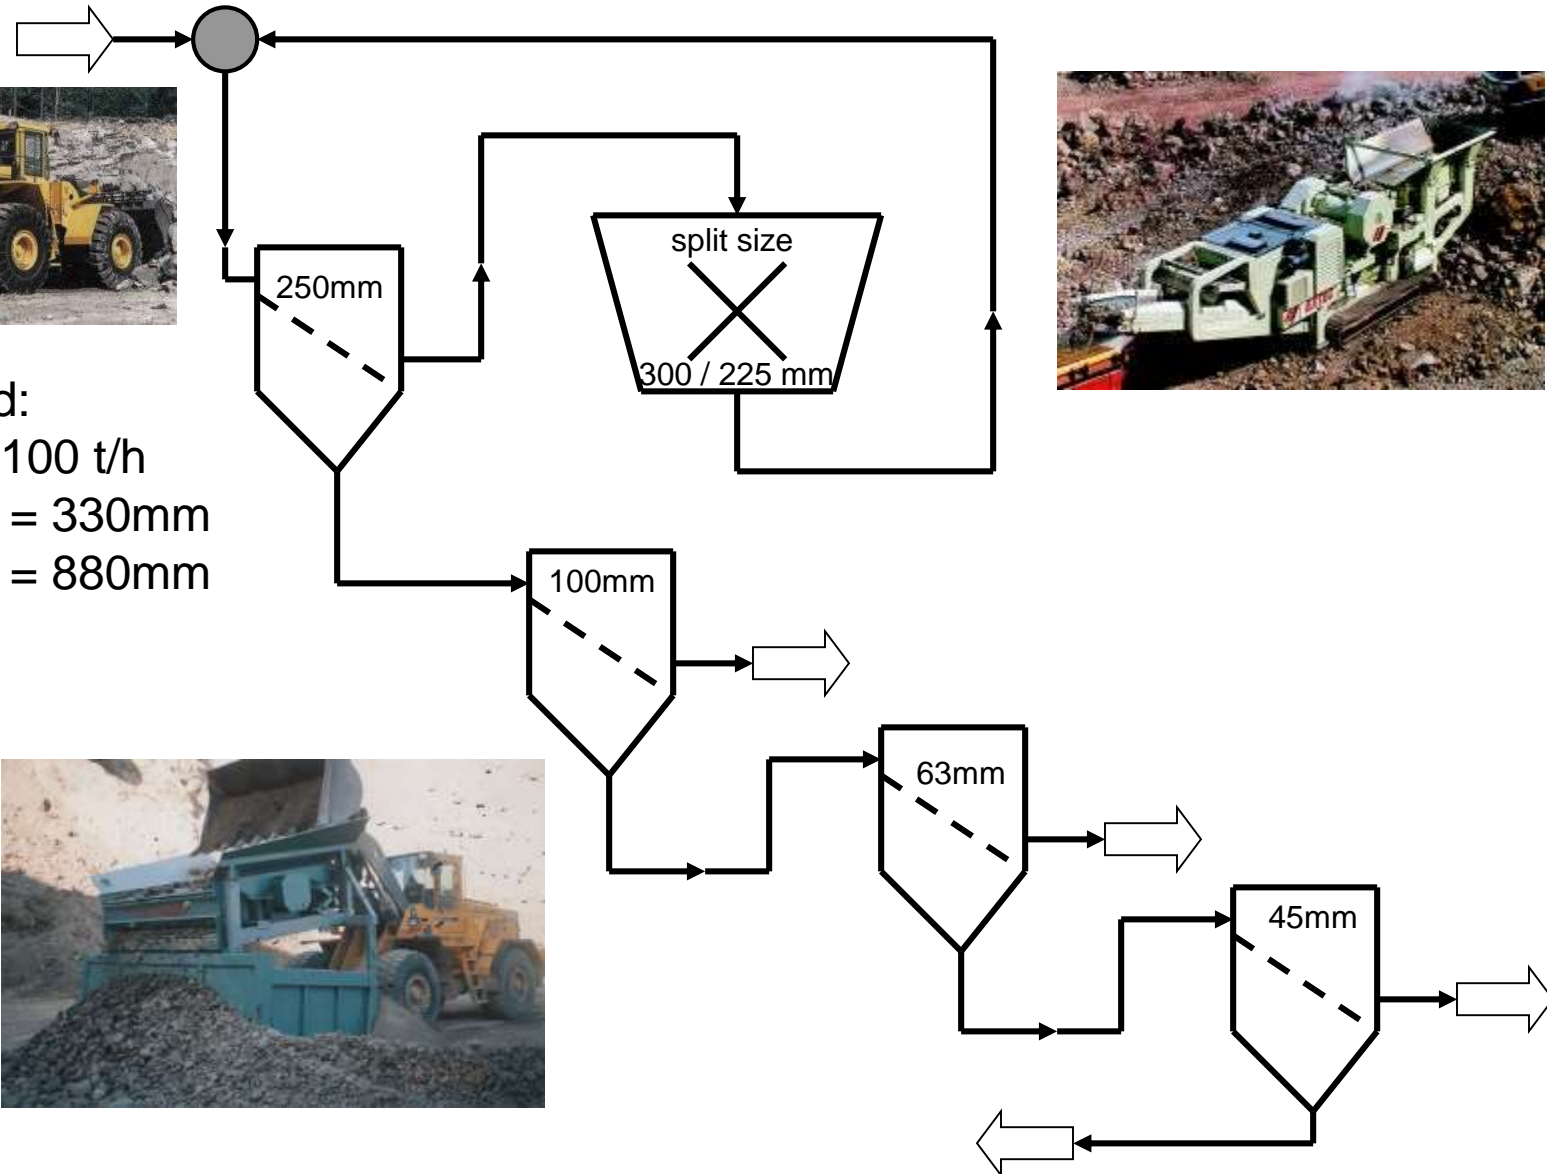 split size
250mm
300 / 225 mm
d:
100 t/h
= 330mm
= 880mm
100mm
63mm
45mm